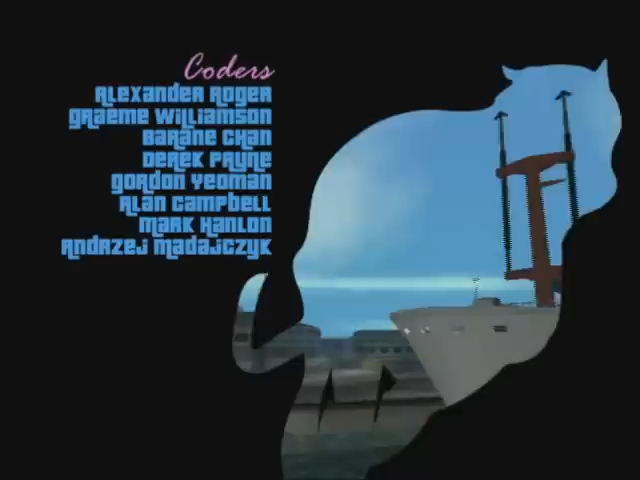 Coders
Alexander Roger
Graeme Williamson
Barane Chan
Derek Payne
Gordon Yeoman
Alan Campbell
Mark Hanlon
Andrzej Madajczyk